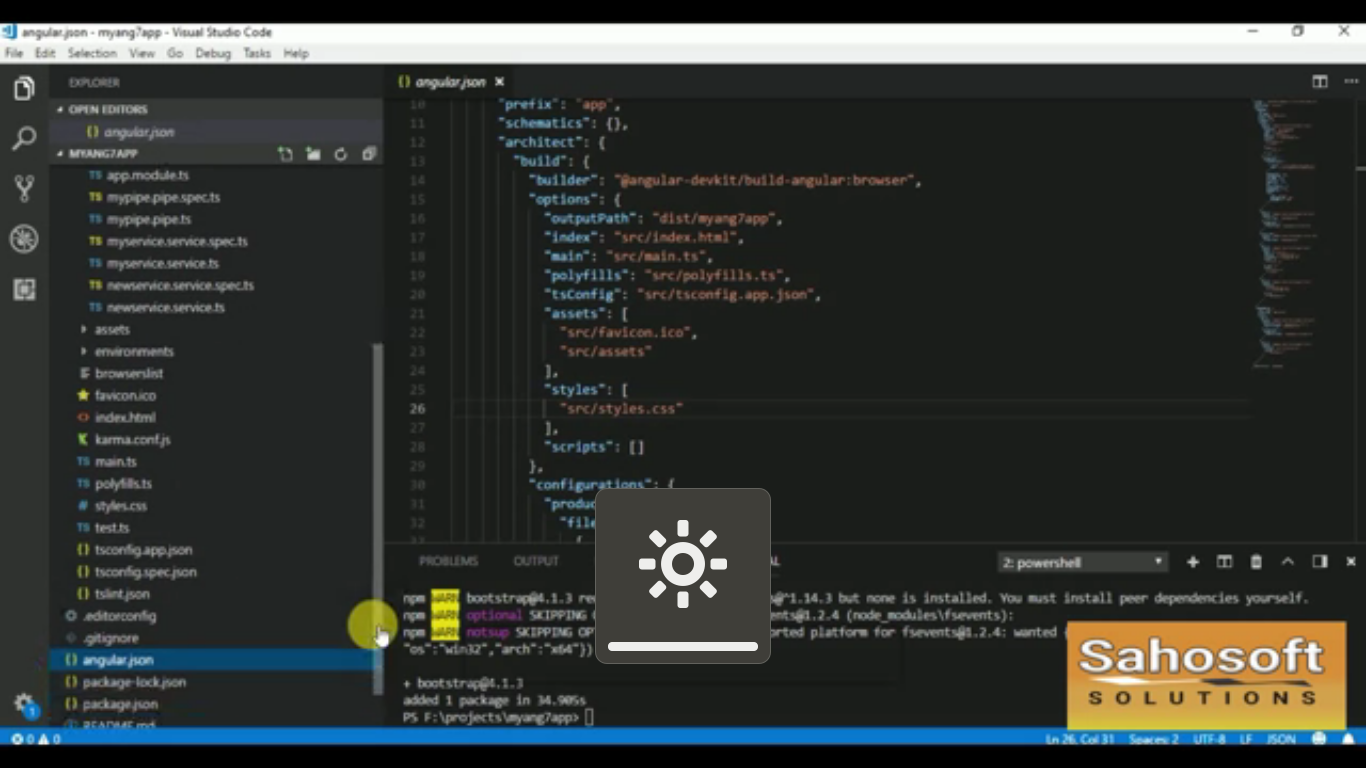 angular.json - myang7app - Visual Studio Code
File Edit Selection View Go Debug Tasks Help
EXPLORER
OPEN EDITORS
{} angular.json
MYANG7APP
TS app.module.ts
TS mypipe.pipe.spec.ts
TS mypipe.pipe.ts
TS myservice.service.spec.ts
TS myservice.service.ts
TS newservice.service.spec.ts
TS newservice.service.ts
assets
environments
browserslist
favicon.ico
index.html
karma.conf.js
TS main.ts
TS polyfills.ts
# styles.css
TS test.ts
{} tsconfig.app.json
{} tsconfig.spec.json
{} tslint.json
.editorconfig
.gitignore
{} angular.json
{} package-lock.json
{} package.json
README.md
{} angular.json
10 "prefix": "app",
11 "schematics": {},
12 "architect": {
13 "build": {
14 "builder": "@angular-devkit/build-angular:browser",
15 "options": {
16 "outputPath": "dist/myang7app",
17 "index": "src/index.html",
18 "main": "src/main.ts",
19 "polyfills": "src/polyfills.ts",
20 "tsConfig": "src/tsconfig.app.json",
21 "assets": [
22 "src/favicon.ico",
23 "src/assets"
24 ],
25 "styles": [
26 "src/styles.css"
27 ],
28 "scripts": []
29 },
30 "configurations": {
31 "produc
32 "file
{
PROBLEMS OUTPUT AL 2: powershell
npm WARN bootstrap@4.1.3 re @^1.14.3 but none is installed. You must install peer dependencies yourself.
npm WARN optional SKIPPING ents@1.2.4 (node_modules\fsevents):
npm WARN notsup SKIPPING OP rted platform for fsevents@1.2.4: wanted
"os":"win32","arch":"x64"})
+ bootstrap@4.1.3
added 1 package in 34.905s
PS F:\projects\myang7app>
Sahosoft
SOLUTIONS
1
0 0 Ln 26, Col 31 Spaces: 2 UTF-8 LF JSON